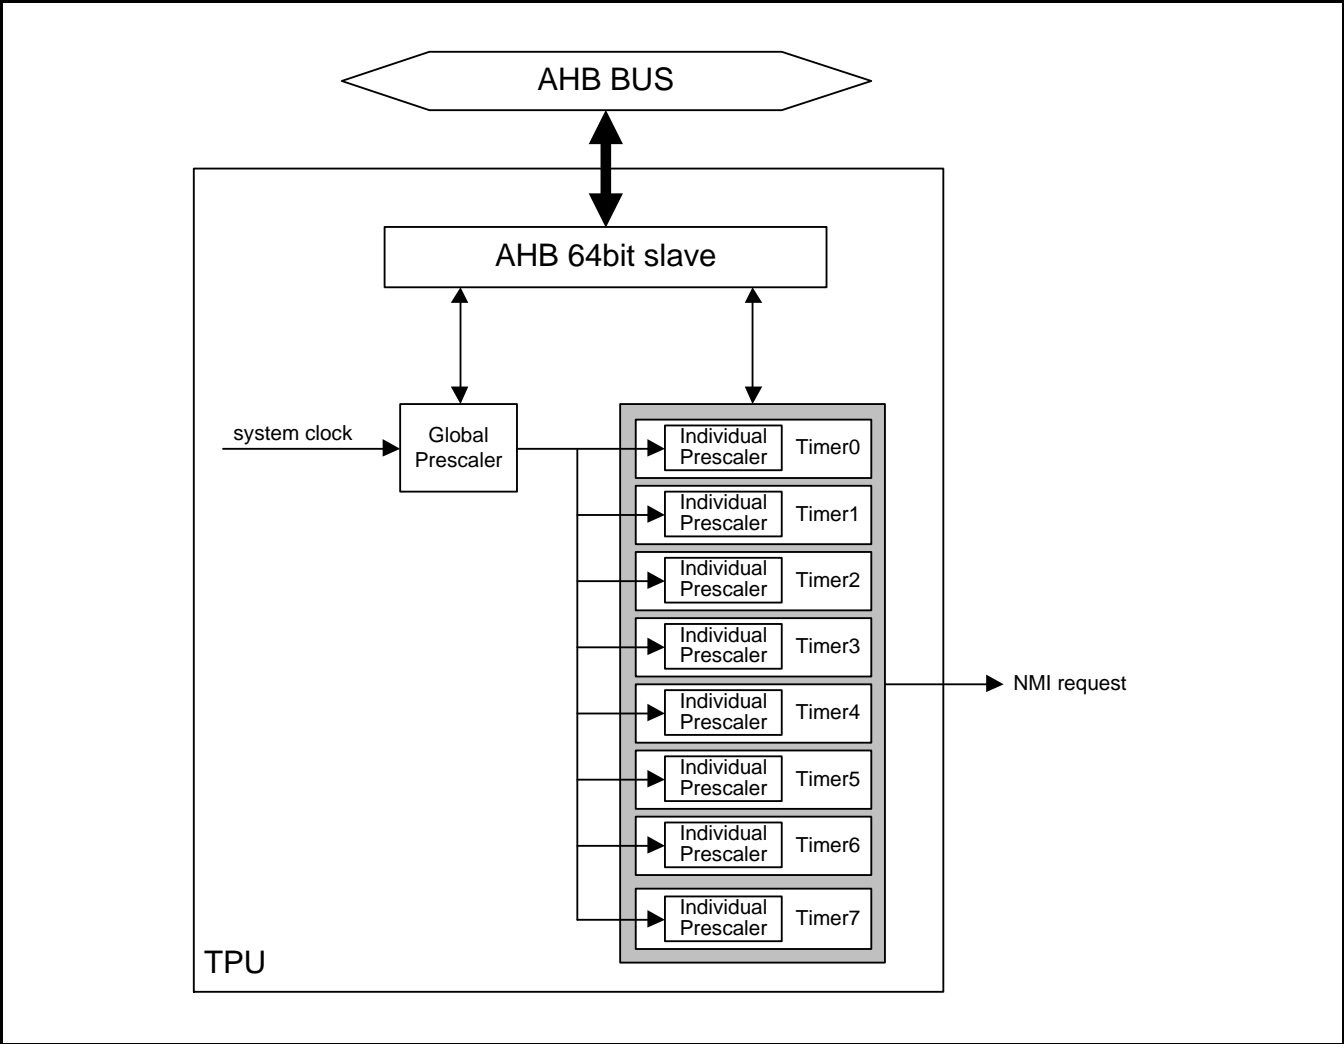 AHB BUS
AHB 64bit slave
system clock
Global
Prescaler
Individual
Prescaler
Timer0
Individual
Prescaler
Timer1
Individual
Prescaler
Timer2
Individual
Prescaler
Timer3
Individual
Prescaler
Timer4
Individual
Prescaler
Timer5
Individual
Prescaler
Timer6
Individual
Prescaler
Timer7
NMI request
TPU